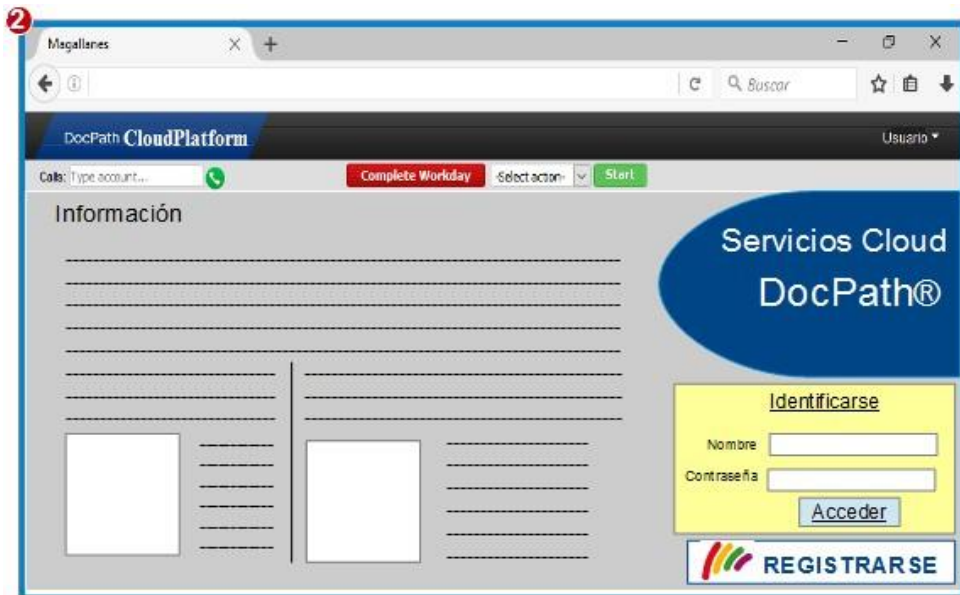 2
Magallanes
Buscar
DocPath CloudPlatform
Usuario
Calls: Type account...
Complete Workday
-Select action-
Start
Información
Servicios Cloud
DocPath®
Identificarse
Nombre
Contraseña
Acceder
REGISTRARSE